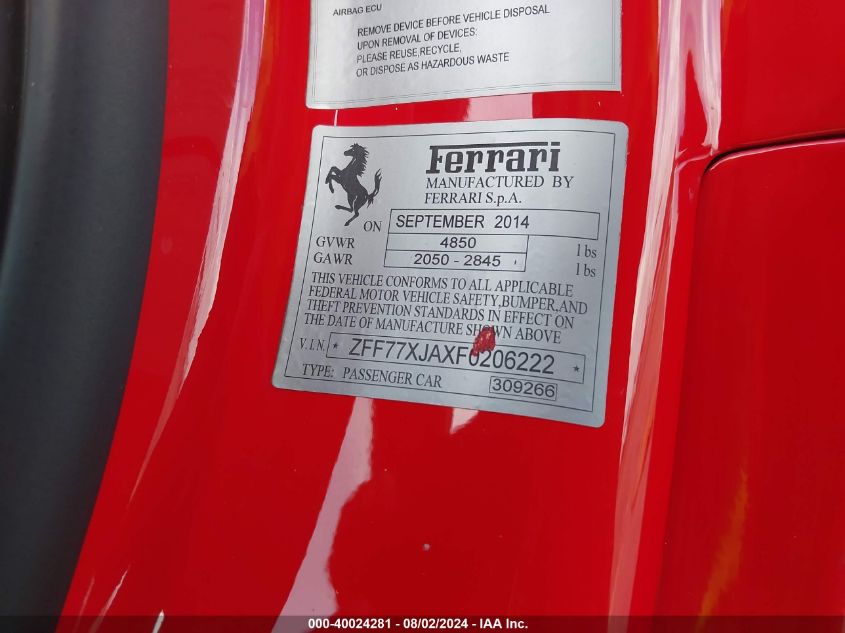 AIRBAG ECU
REMOVE DEVICE BEFORE VEHICLE DISPOSAL
UPON REMOVAL OF DEVICES:
PLEASE REUSE,RECYCLE,
OR DISPOSE AS HAZARDOUS WASTE
Ferrari
MANUFACTURED BY
FERRARI S.p.A.
ON SEPTEMBER 2014
GVWR 4850 lbs
GAWR 2050 - 2845 lbs
THIS VEHICLE CONFORMS TO ALL APPLICABLE
FEDERAL MOTOR VEHICLE SAFETY,BUMPER,AND
THEFT PREVENTION STANDARDS IN EFFECT ON
THE DATE OF MANUFACTURE SHOWN ABOVE
V.I.N. * ZFF77XJAXF0206222 *
TYPE: PASSENGER CAR 309266
000-40024281 - 08/02/2024 - IAA Inc.